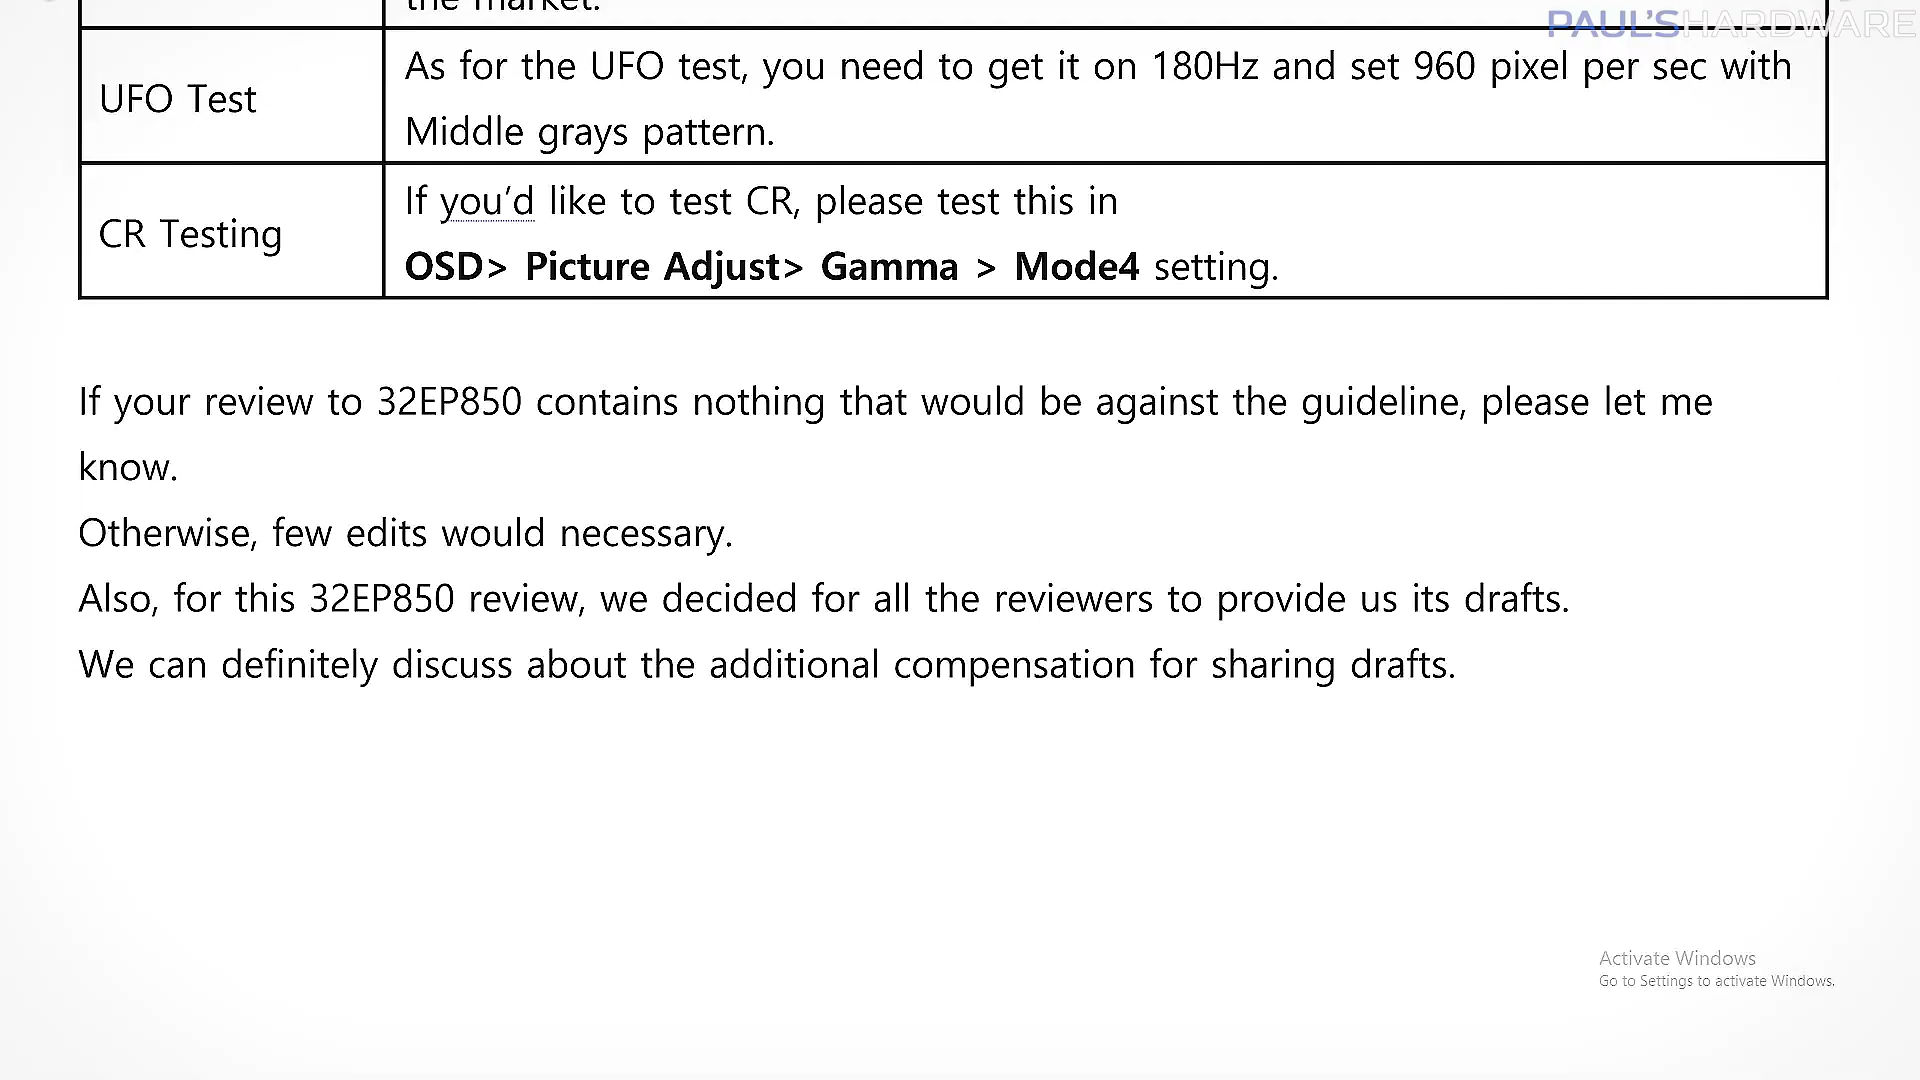 the market.
PAUL'SHARDWARE
UFO Test
As for the UFO test, you need to get it on 180Hz and set 960 pixel per sec with
Middle grays pattern.
CR Testing
If you'd like to test CR, please test this in
OSD> Picture Adjust> Gamma > Mode4 setting.
If your review to 32EP850 contains nothing that would be against the guideline, please let me
know.
Otherwise, few edits would necessary.
Also, for this 32EP850 review, we decided for all the reviewers to provide us its drafts.
We can definitely discuss about the additional compensation for sharing drafts.
Activate Windows
Go to Settings to activate Windows.